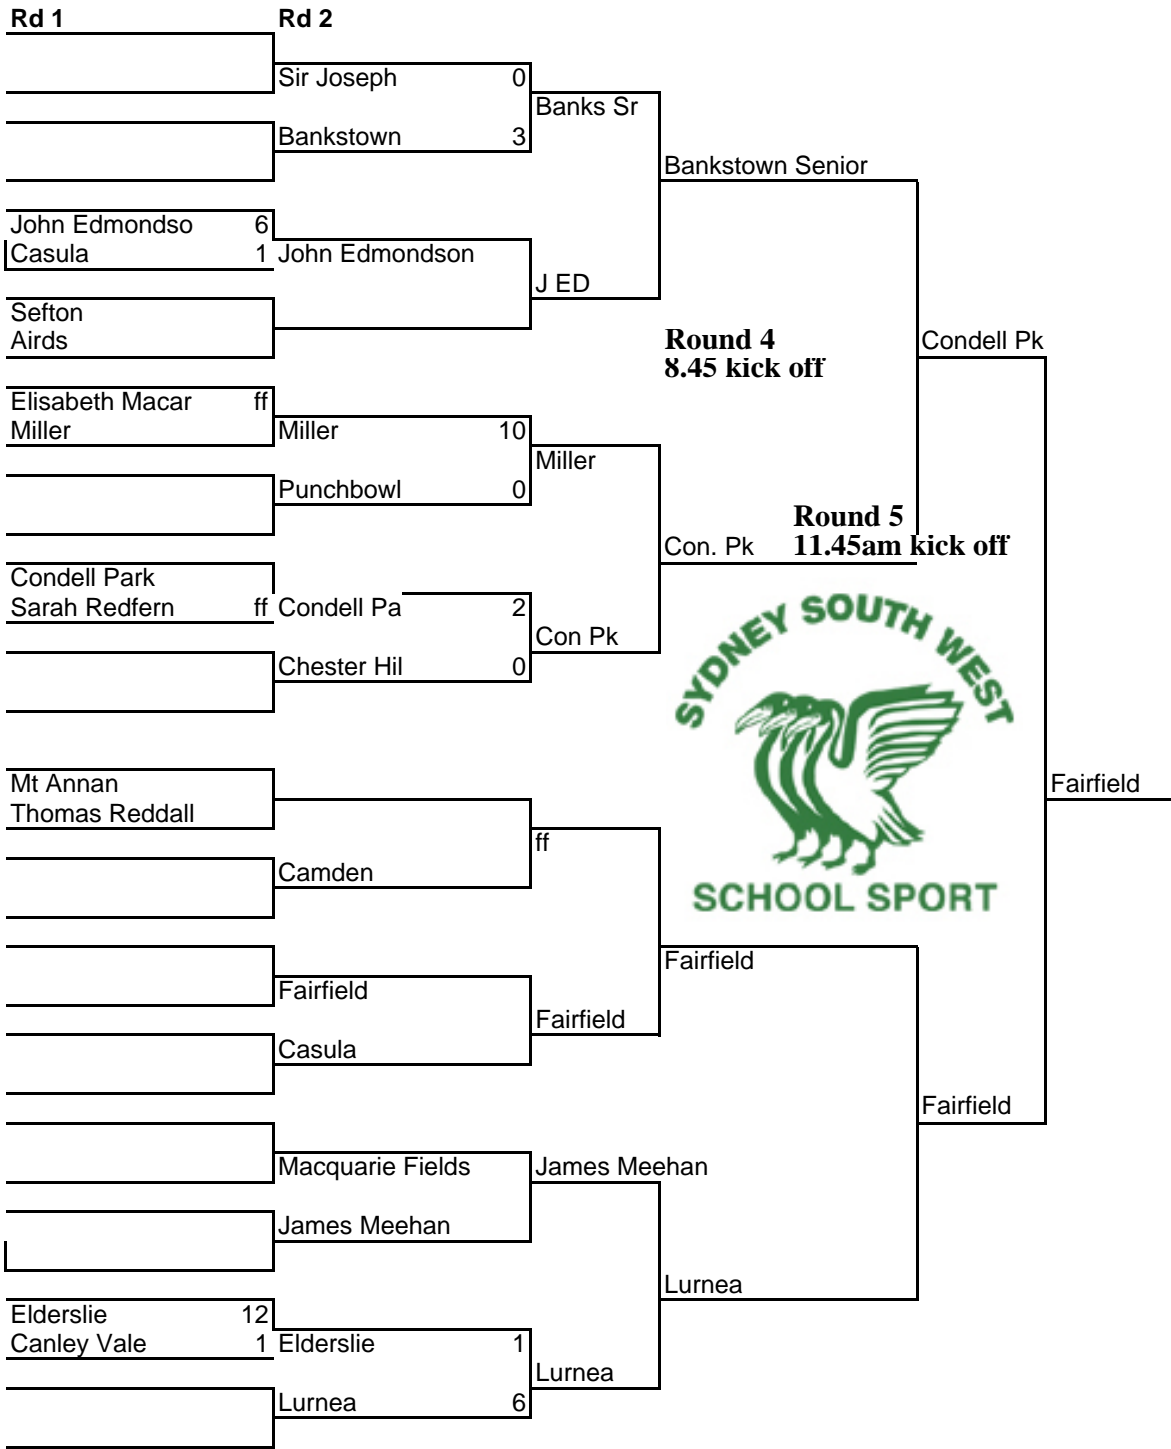 Rd 1 Rd 2
Sir Joseph 0
Banks Sr
Bankstown 3
Bankstown Senior
John Edmondso 6
Casula 1 John Edmondson
J ED
Sefton
Airds
Round 4
8.45 kick off
Condell Pk
Elisabeth Macar ff
Miller Miller 10
Miller
Punchbowl 0
Round 5
Con. Pk 11.45am kick off
Condell Park
Sarah Redfern ff Condell Pa 2
Con Pk
Chester Hil 0
SYDNEY SOUTH WEST
SCHOOL SPORT
Mt Annan
Thomas Reddall
Fairfield
ff
Camden
Fairfield
Fairfield
Fairfield
Casula
Fairfield
Macquarie Fields James Meehan
James Meehan
Lurnea
Elderslie 12
Canley Vale 1 Elderslie 1
Lurnea
Lurnea 6